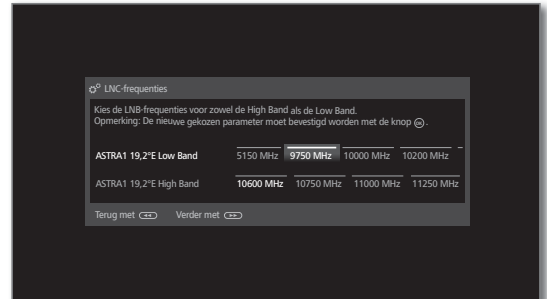 LNC-frequenties
Kies de LNB-frequenties voor zowel de High Band als de Low Band.
Opmerking: De nieuwe gekozen parameter moet bevestigd worden met de knop OK.
ASTRA1 19,2°E Low Band 5150 MHz 9750 MHz 10000 MHz 10200 MHz
ASTRA1 19,2°E High Band 10600 MHz 10750 MHz 11000 MHz 11250 MHz
Terug met Verder met